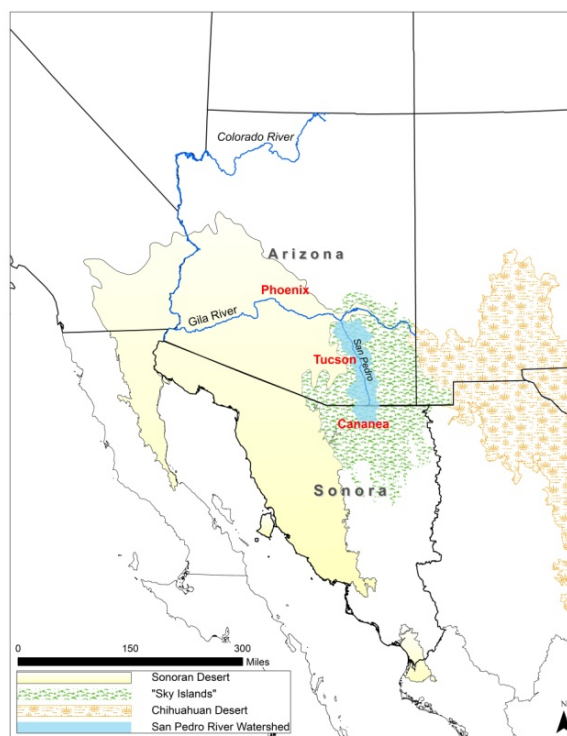 Colorado River
Arizona
Phoenix
Gila River
Tucson
San Pedro
Cananea
Sonora
0 150 300
Miles
Sonoran Desert
"Sky Islands"
Chihuahuan Desert
San Pedro River Watershed
N